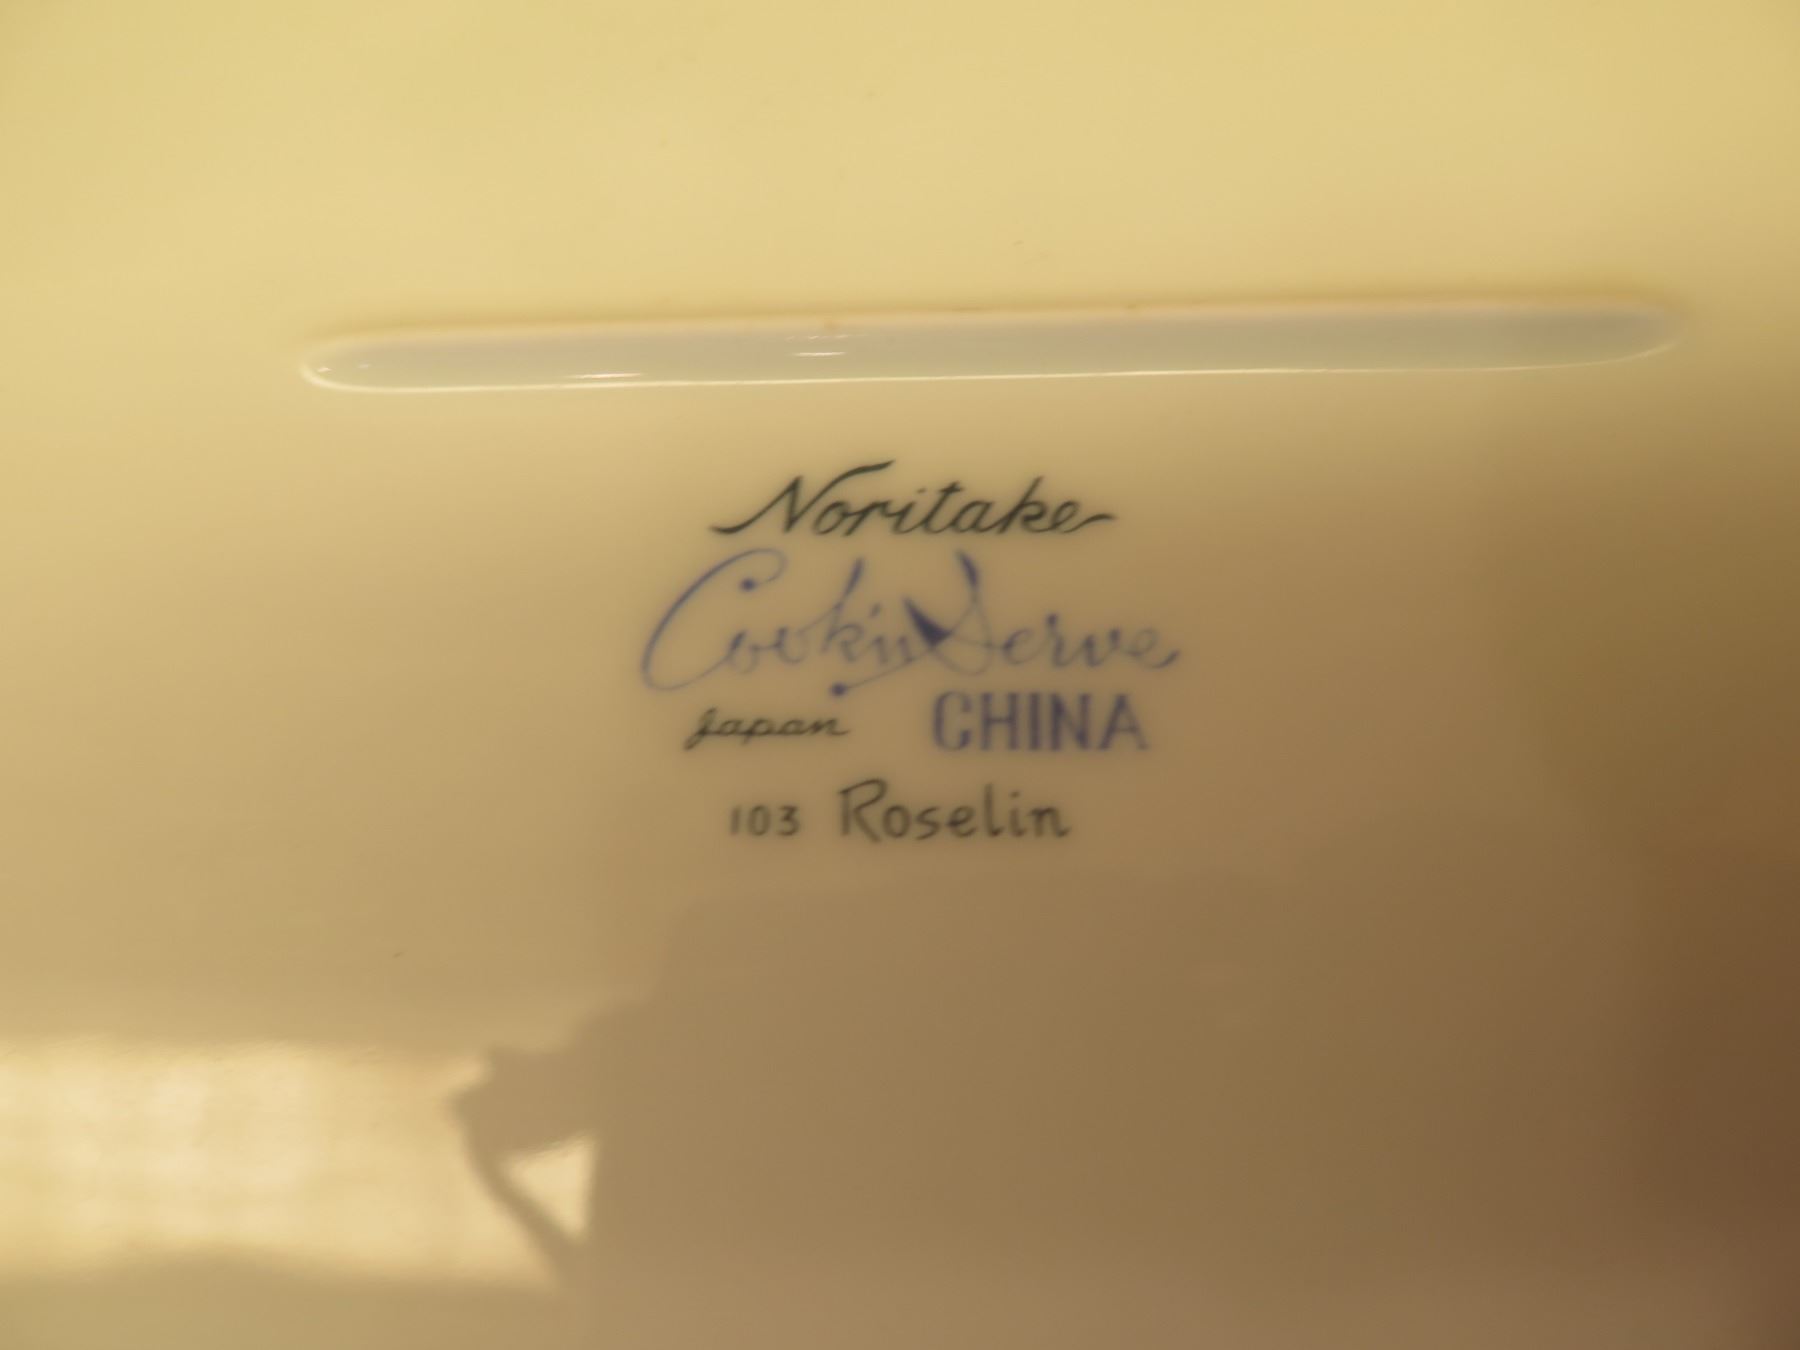 Noritake
Cook'n Serve
Japan CHINA
103 Roselin